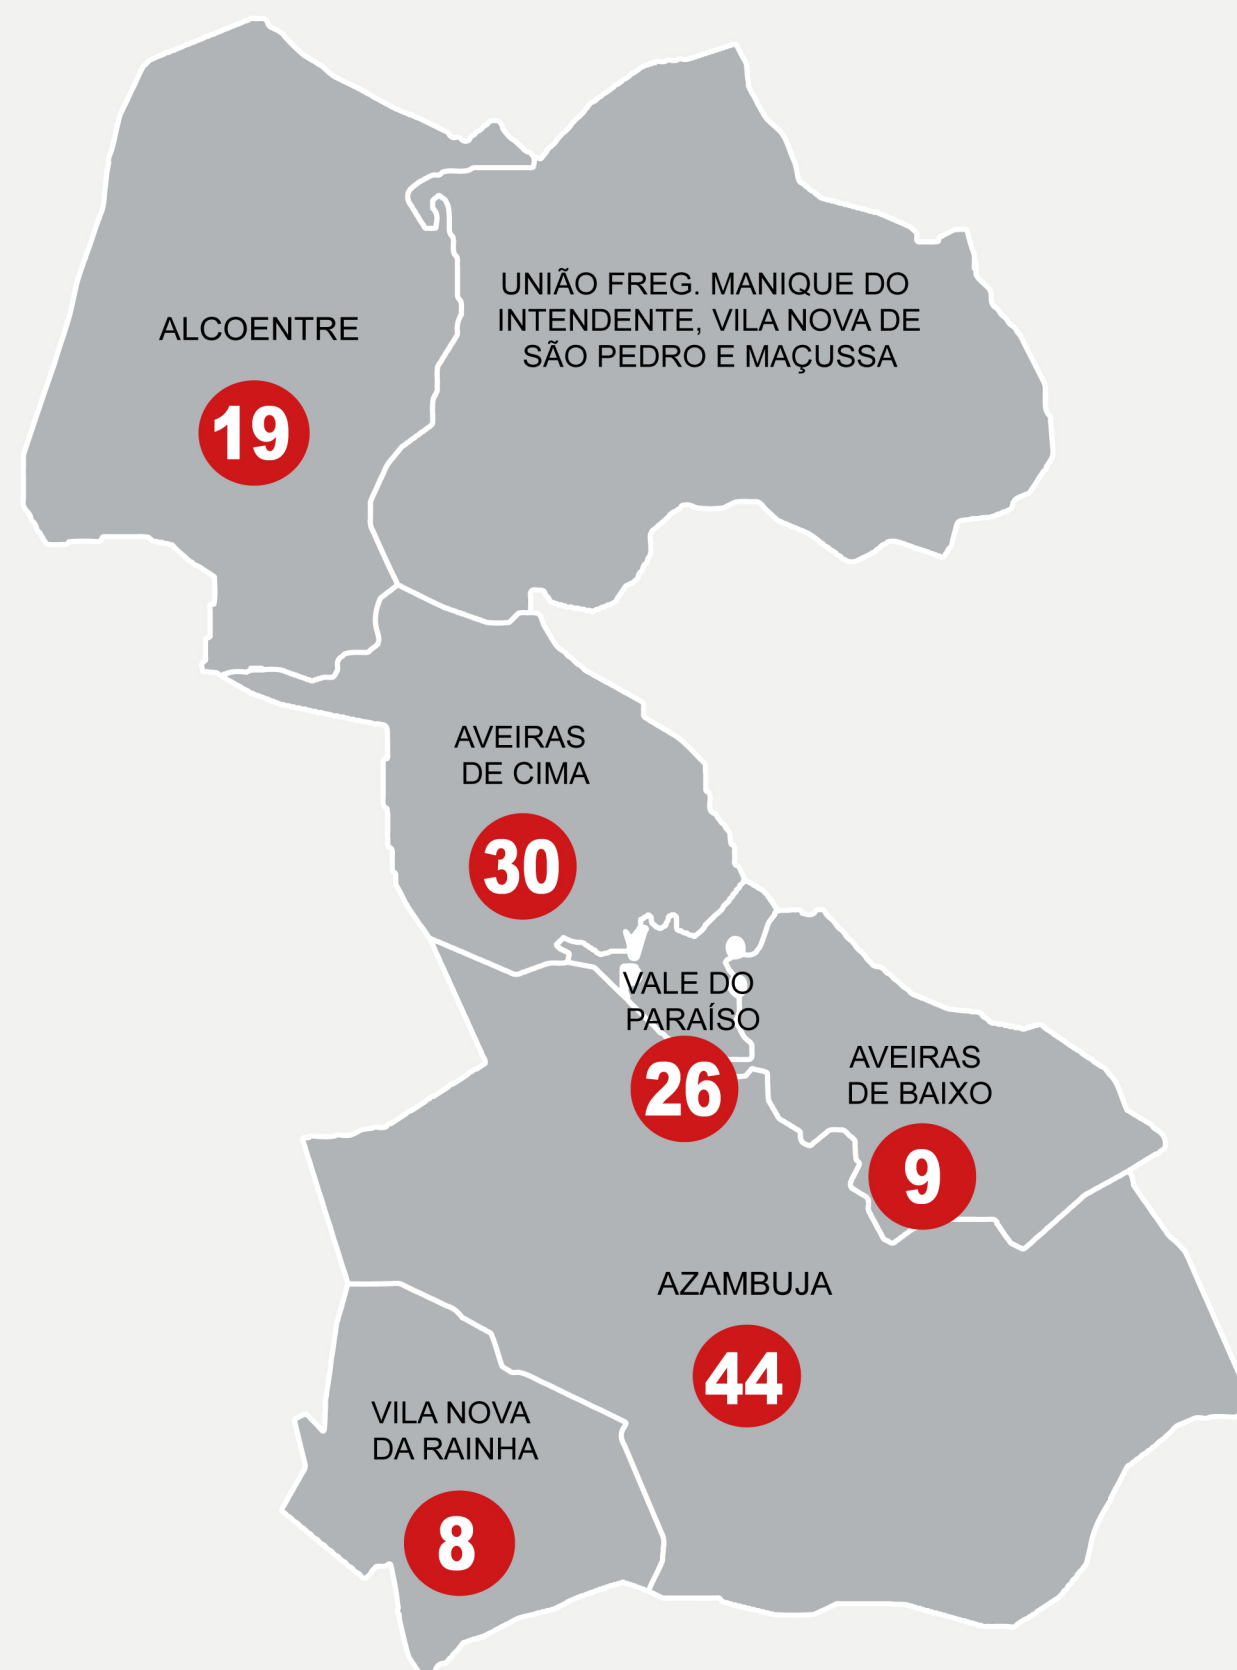 UNIÃO FREG. MANIQUE DO
INTENDENTE, VILA NOVA DE
SÃO PEDRO E MAÇUSSA
ALCOENTRE
19
AVEIRAS
DE CIMA
30
VALE DO
PARAÍSO
26
AVEIRAS
DE BAIXO
9
AZAMBUJA
44
VILA NOVA
DA RAINHA
8